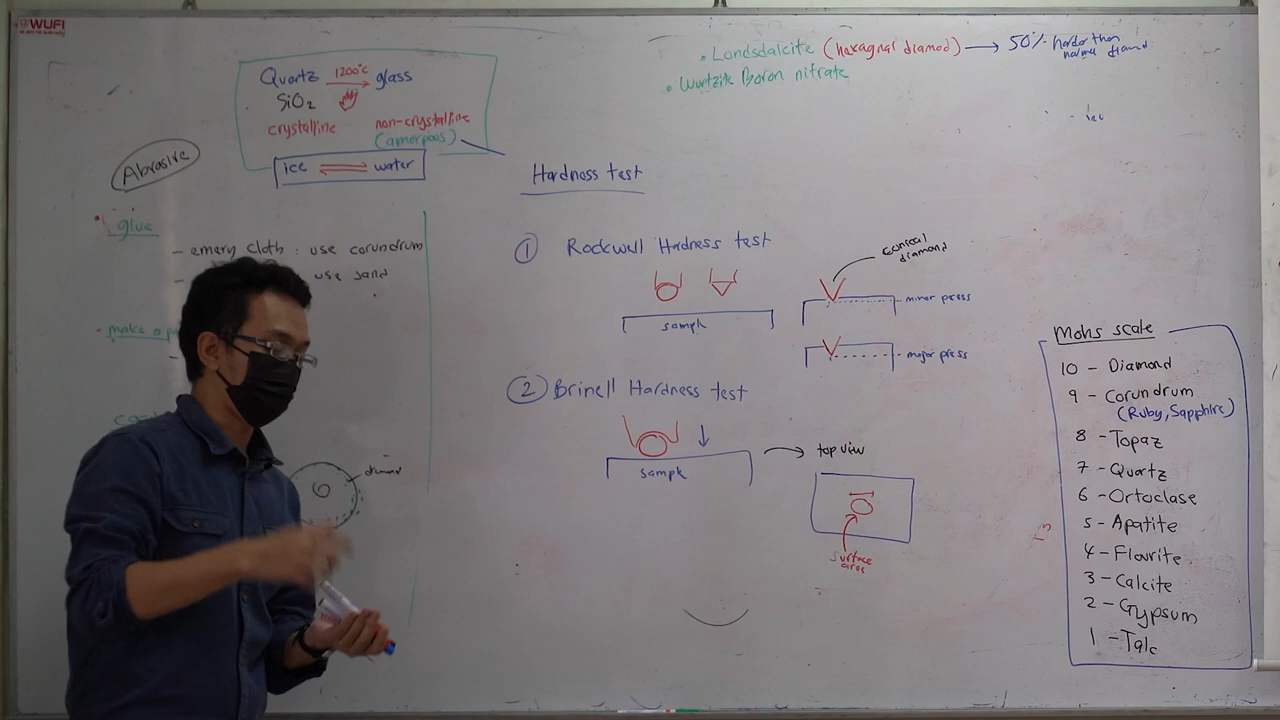 WUFI
Quartz 1200°C glass
SiO2
crystalline non-crystalline
(amorpous)
ice water
Abrasive
glue
- emery cloth : use corundum
use sand
make a p
diamond
• Londsdalcite (hexagnal diamod) → 50% harder than
normal diamond
• Wurtzite Boron nitrate
Hardness test
① Rockwell Hardness test
sample
conical
diamond
minor press
major press
② Brinell Hardness test
sample
top view
surface
area
Mohs scale
10 - Diamond
9 - Corundrum
(Ruby, Sapphire)
8 - Topaz
7 - Quartz
6 - Ortoclase
5 - Apatite
4 - Flourite
3 - Calcite
2 - Gypsum
1 - Talc